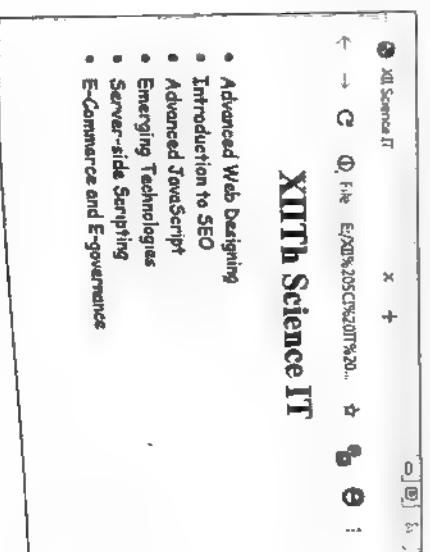 XII Science IT
File E:/XII%20SCI%20IT%20...
XIITh Science IT
Advanced Web Designing
Introduction to SEO
Advanced JavaScript
Emerging Technologies
Server-side Scripting
E-Commerce and E-governance